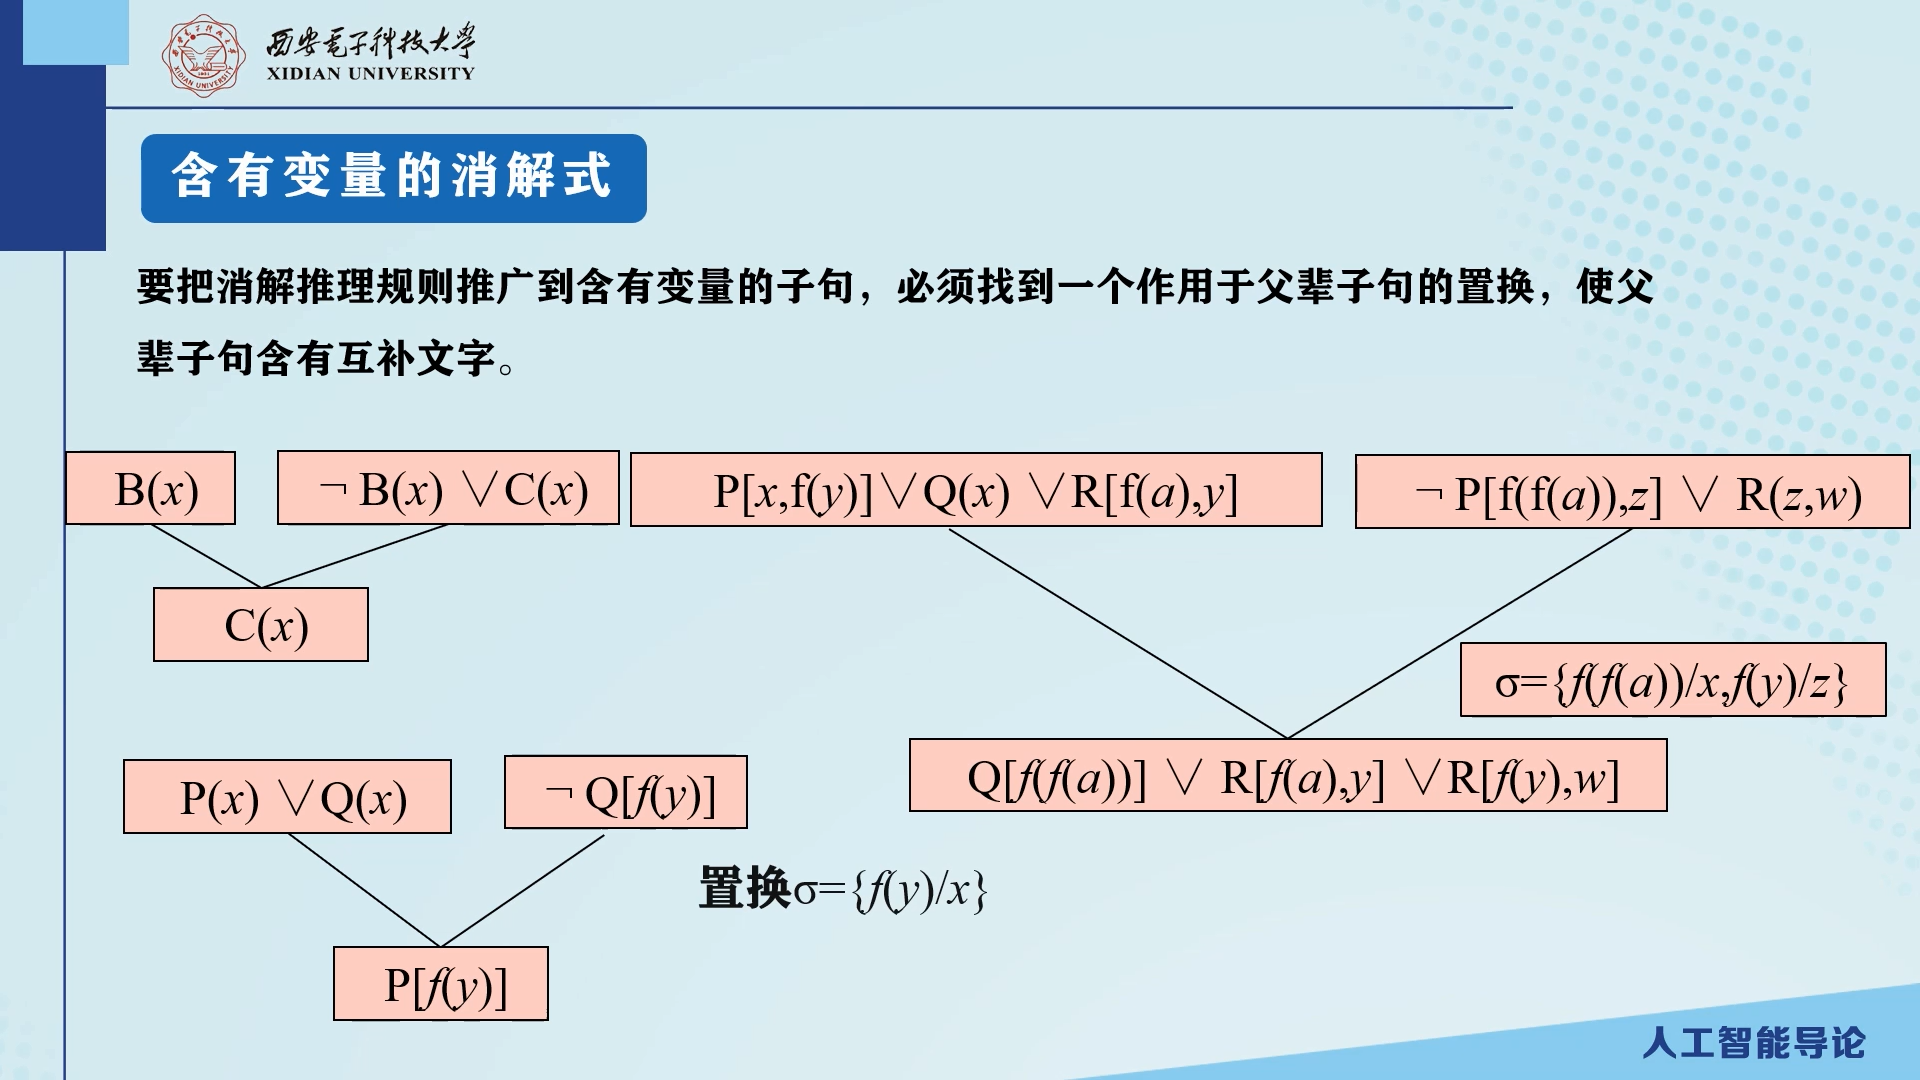 西安电子科技大学
XIDIAN UNIVERSITY
含有变量的消解式
要把消解推理规则推广到含有变量的子句，必须找到一个作用于父辈子句的置换，使父
辈子句含有互补文字。
B(x)
¬ B(x) ∨C(x)
P[x,f(y)]∨Q(x) ∨R[f(a),y]
¬ P[f(f(a)),z] ∨ R(z,w)
C(x)
σ={f(f(a))/x,f(y)/z}
Q[f(f(a))] ∨ R[f(a),y] ∨R[f(y),w]
P(x) ∨Q(x)
¬ Q[f(y)]
置换σ={f(y)/x}
P[f(y)]
人工智能导论